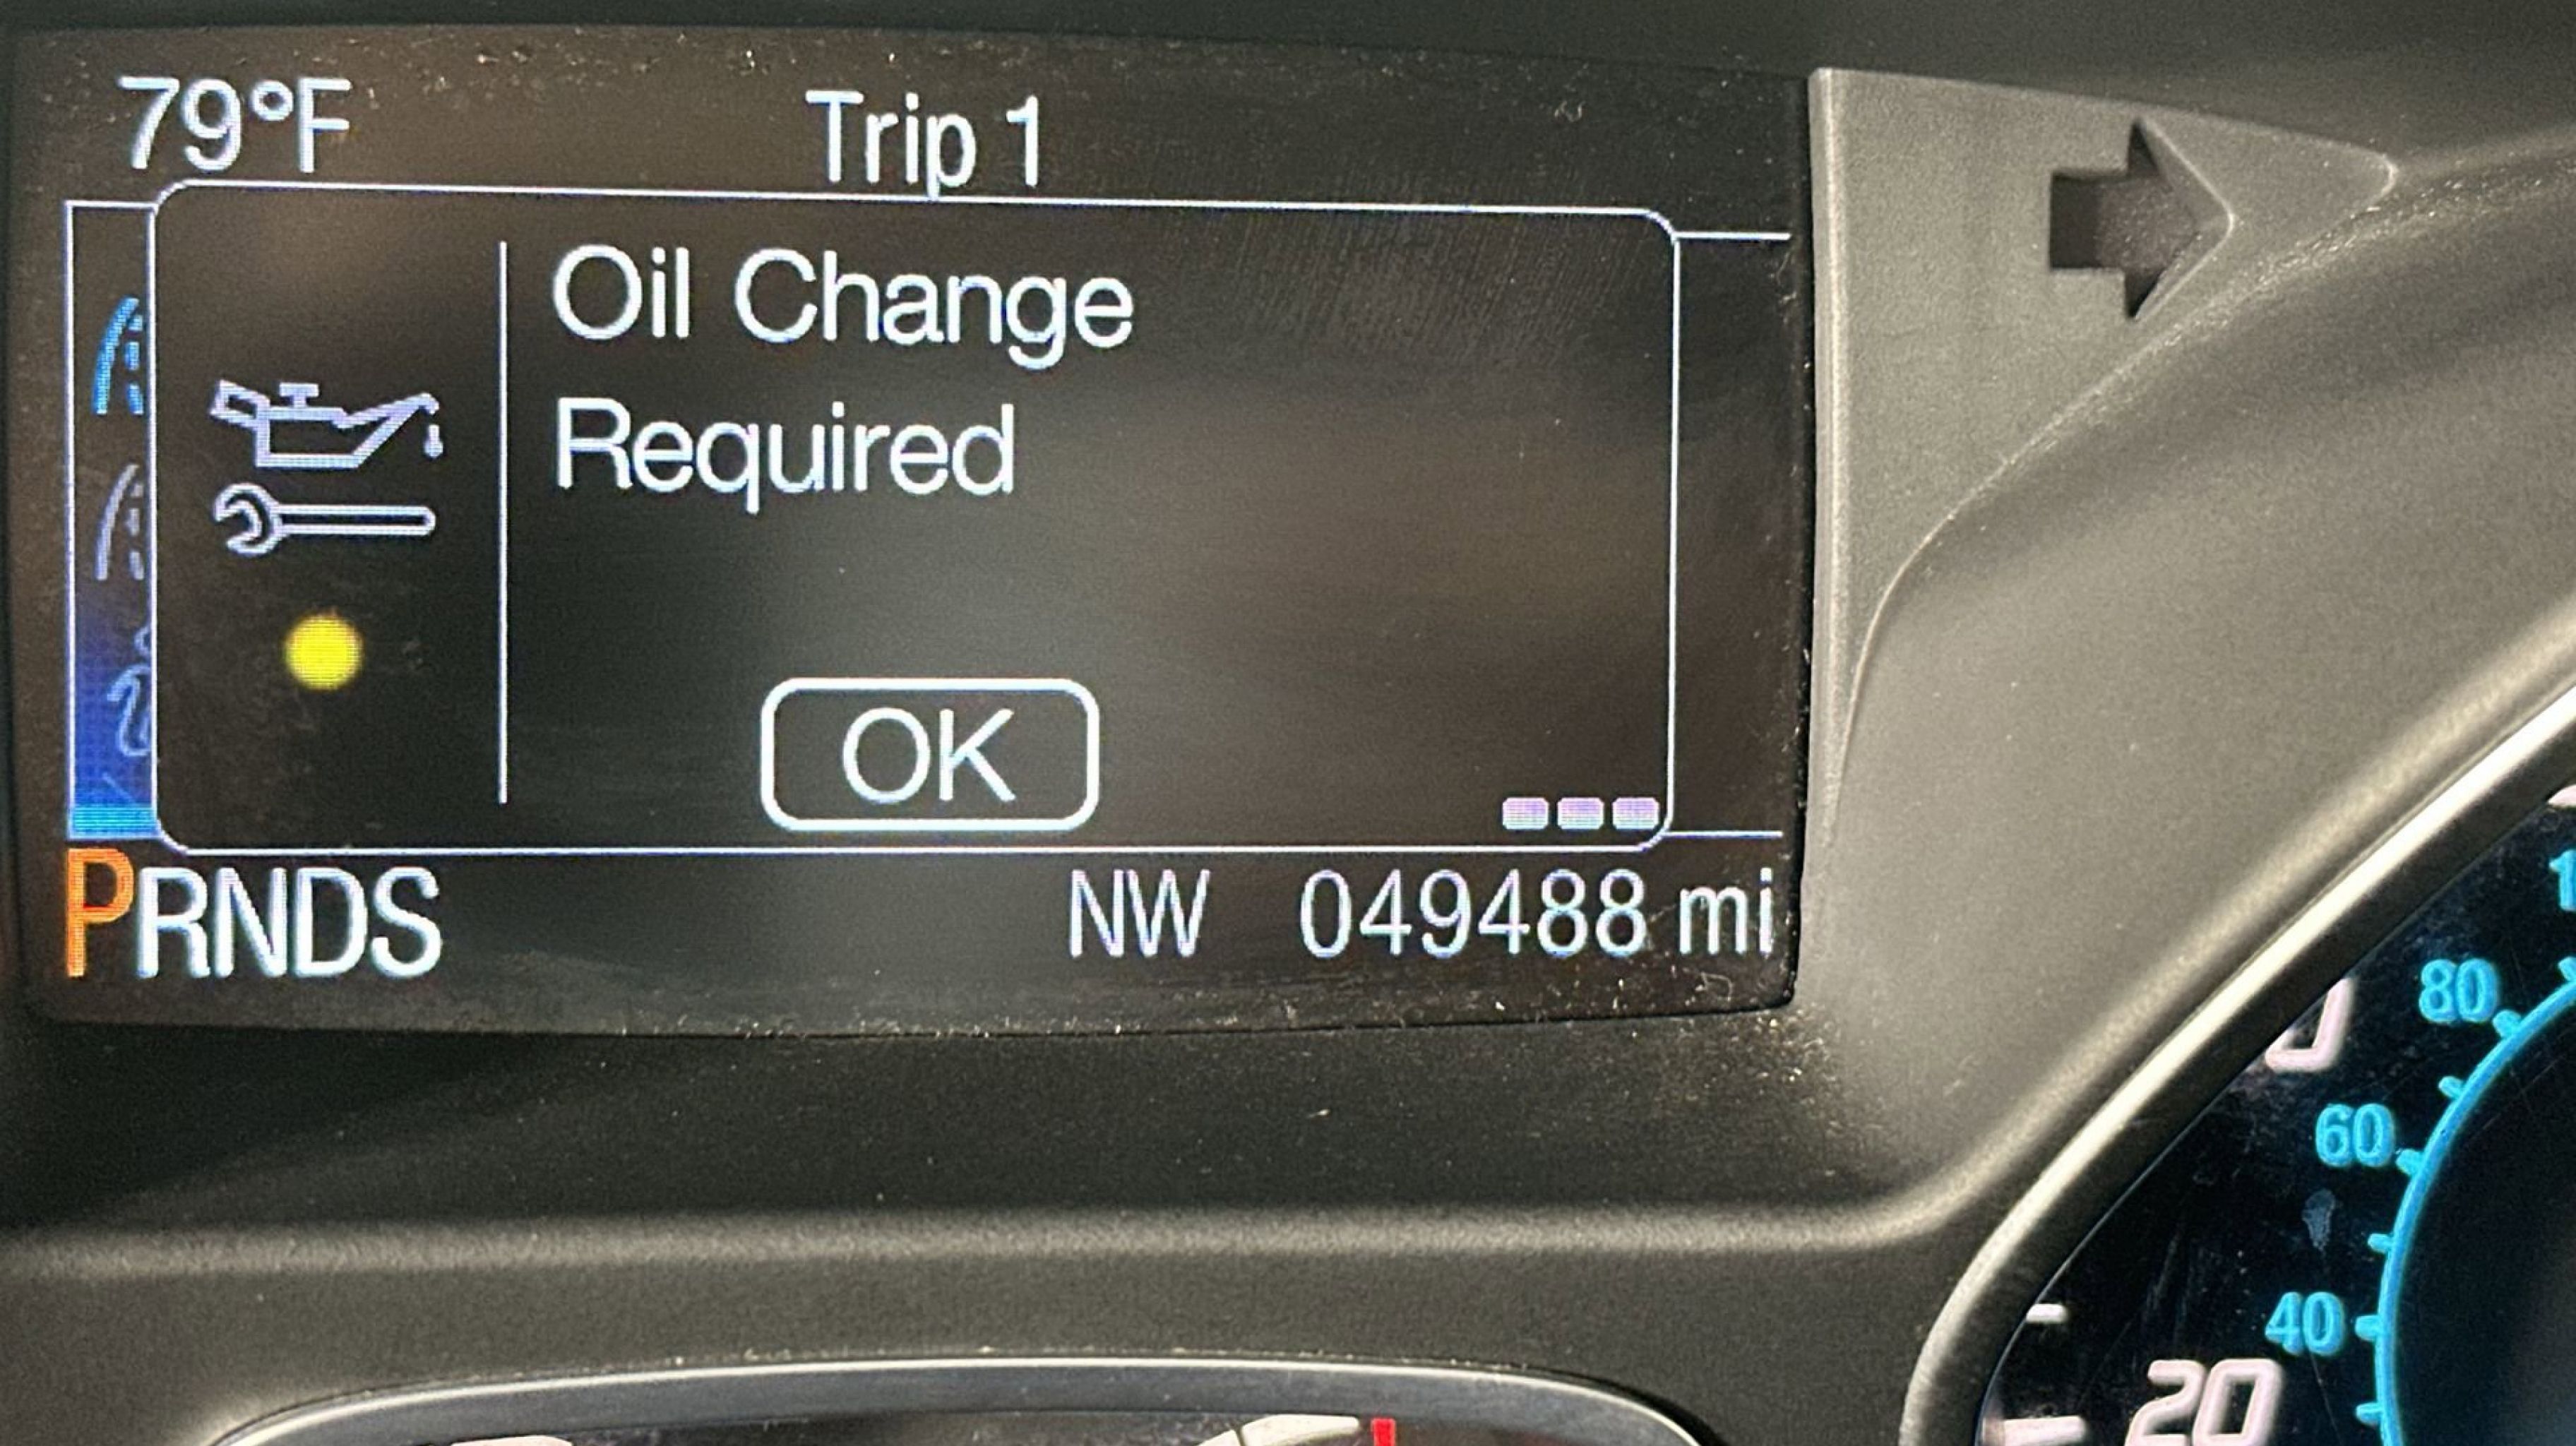 79°F
Trip 1
Oil Change
Required
OK
PRNDS
NW 049488 mi
80
60
40
20